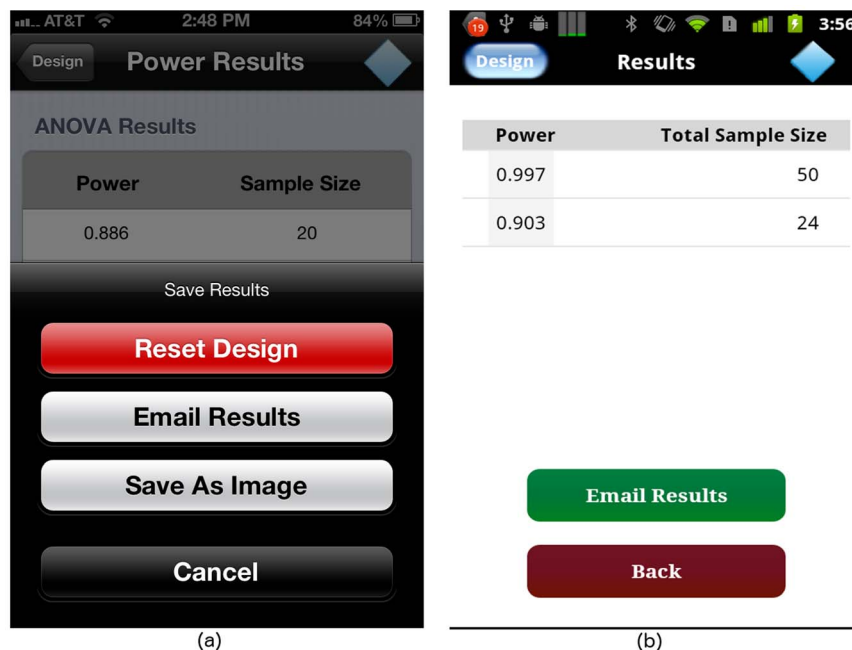 AT&T 2:48 PM 84%
Design Power Results
ANOVA Results
Power Sample Size
0.886 20
Save Results
Reset Design
Email Results
Save As Image
Cancel
(a)
19 3:56
Design Results
Power Total Sample Size
0.997 50
0.903 24
Email Results
Back
(b)